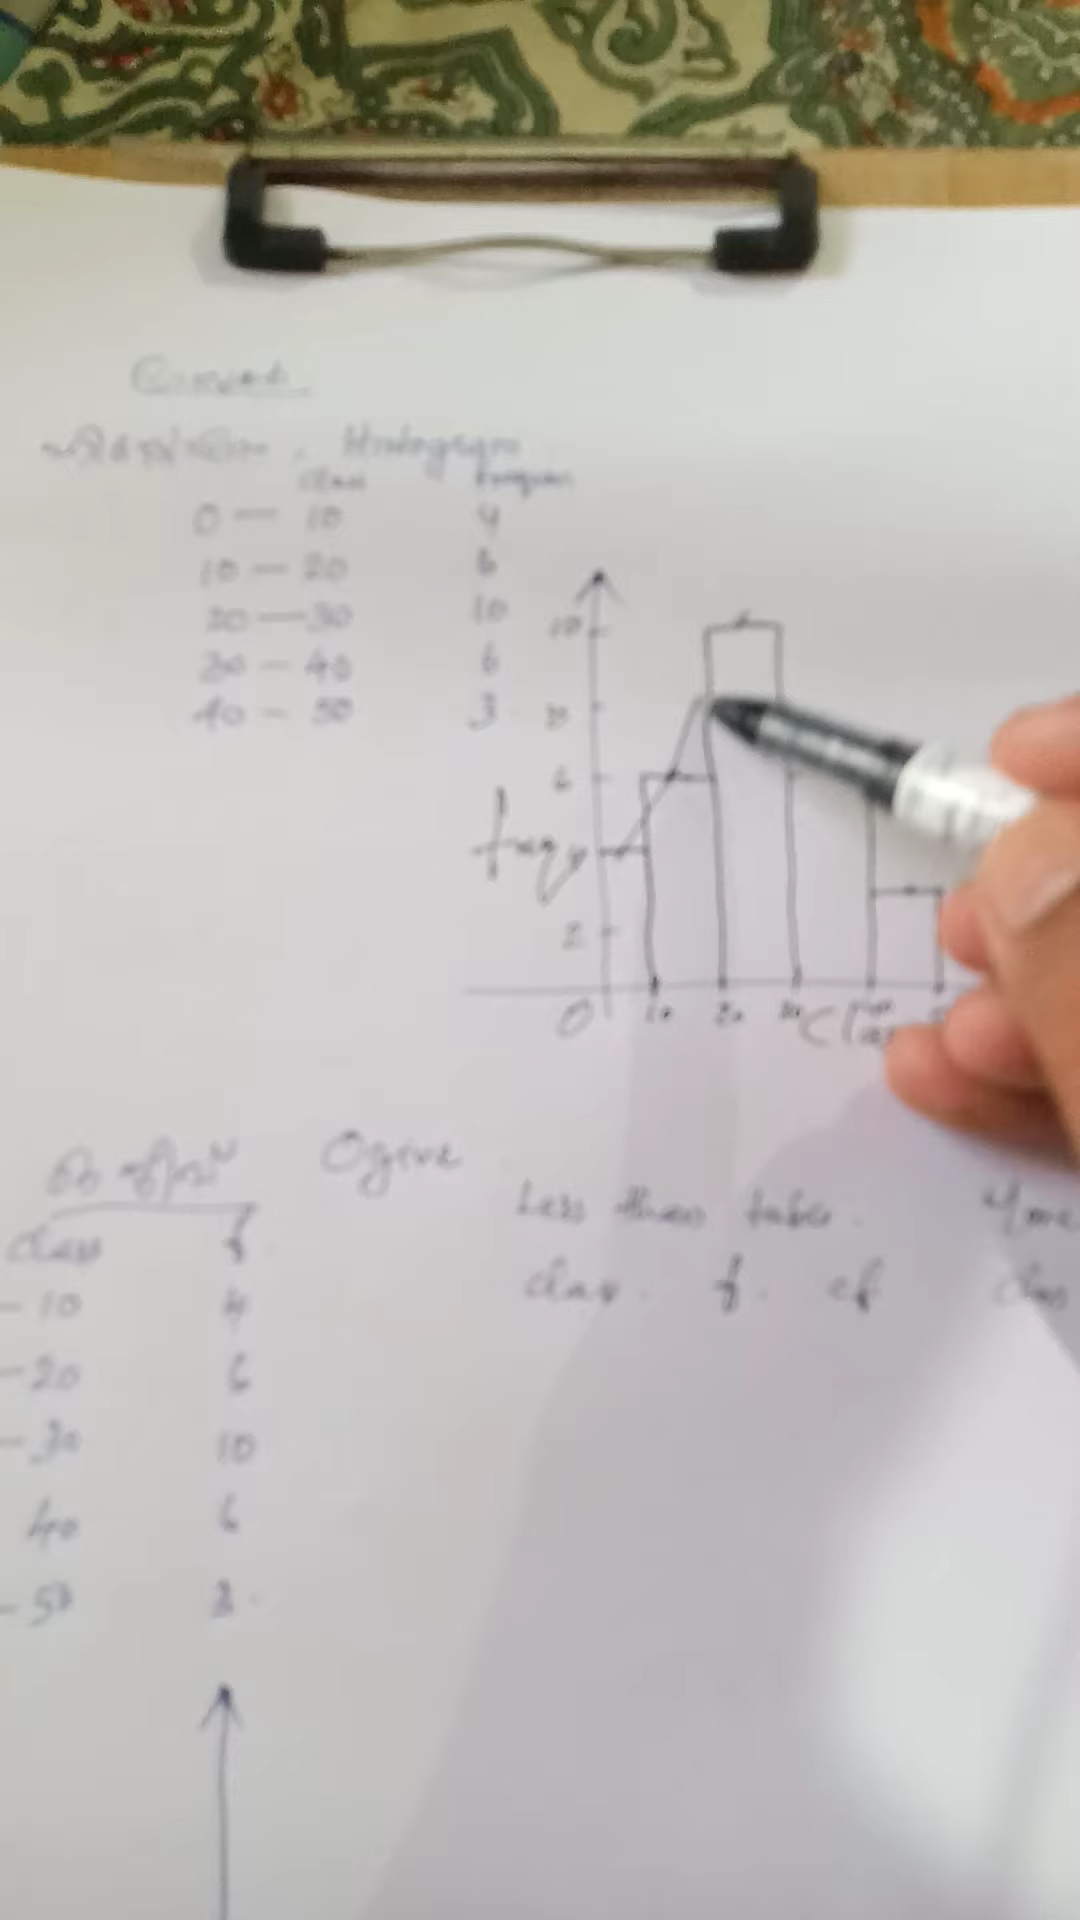 Histogram
class
0 — 10 4
10 — 20 6
20 — 30 10
30 — 40 6
40 — 50 3
10
8
6
freq 4
2
0 10 20 30 Class
Ogive
class f
- 10 4
- 20 6
- 30 10
40 6
- 50 3
Less than table.
class. f. cf